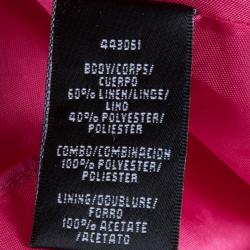 443051
BODY/CORPS/
CUERPO
60% LINEN/LINGE/
LINO
40% POLYESTER/
POLIESTER
COMBO/COMBINACION
100% POLYESTER/
POLIESTER
LINING/DOUBLURE/
FORRO
100% ACETATE
/ACETATO